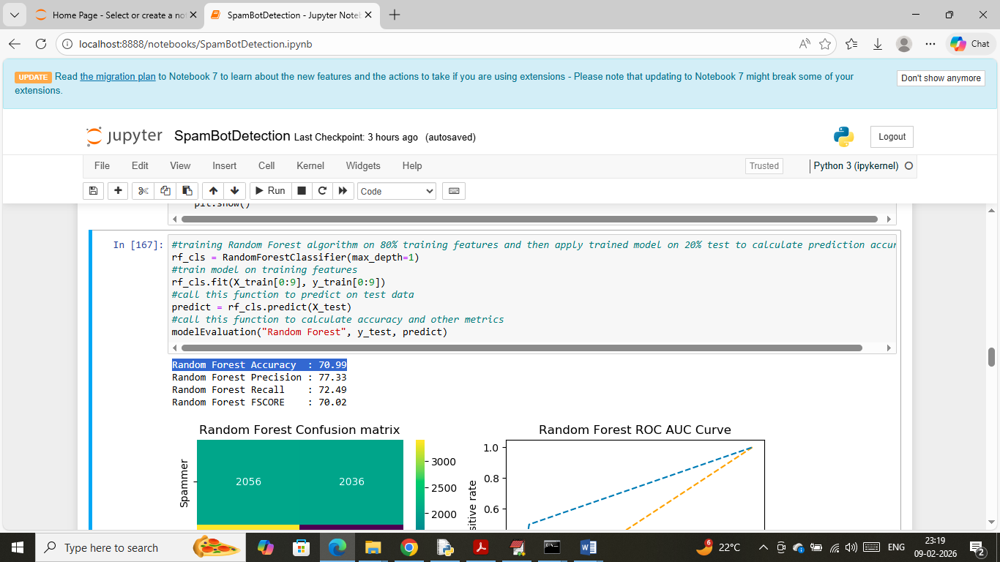 Home Page - Select or create a no
SpamBotDetection - Jupyter Note
localhost:8888/notebooks/SpamBotDetection.ipynb
Chat
UPDATE Read the migration plan to Notebook 7 to learn about the new features and the actions to take if you are using extensions - Please note that updating to Notebook 7 might break some of your
extensions.
Don't show anymore
jupyter SpamBotDetection Last Checkpoint: 3 hours ago (autosaved)
Logout
File Edit View Insert Cell Kernel Widgets Help
Trusted Python 3 (ipykernel)
Run Code
plt.show()
In [167]: #training Random Forest algorithm on 80% training features and then apply trained model on 20% test to calculate prediction accur
rf_cls = RandomForestClassifier(max_depth=1)
#train model on training features
rf_cls.fit(X_train[0:9], y_train[0:9])
#call this function to predict on test data
predict = rf_cls.predict(X_test)
#call this function to calculate accuracy and other metrics
modelEvaluation("Random Forest", y_test, predict)
Random Forest Accuracy : 70.99
Random Forest Precision : 77.33
Random Forest Recall : 72.49
Random Forest FSCORE : 70.02
Random Forest Confusion matrix
Spammer
2056 2036
3000
2500
2000
Random Forest ROC AUC Curve
1.0
0.8
0.6
sitive rate
Type here to search
6
22°C
ENG
23:19
09-02-2026
2